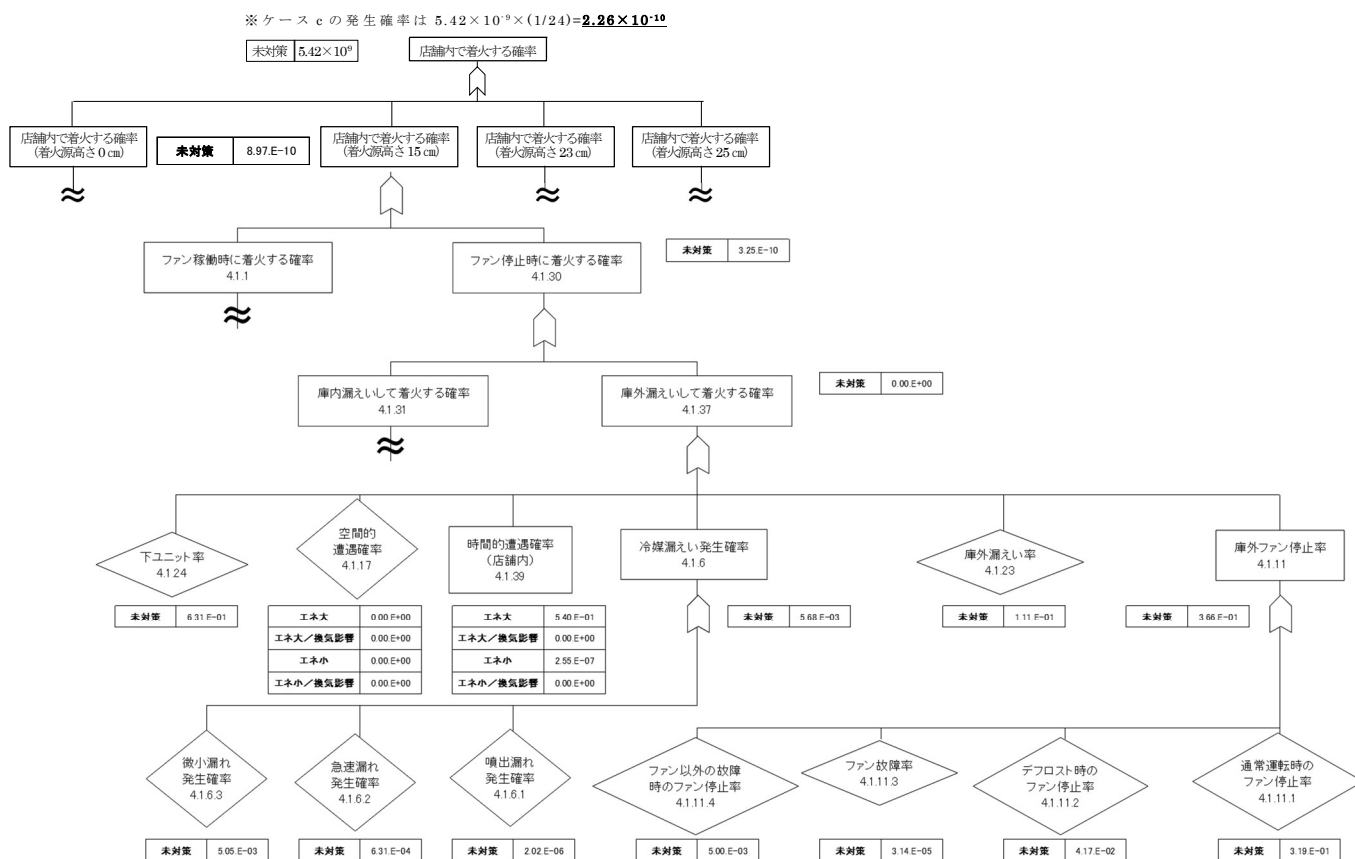 ※ケース c の発生確率は 5.42×10⁻⁹×(1/24)=2.26×10⁻¹⁰
未対策 5.42×10⁹
店舗内で着火する確率
店舗内で着火する確率
(着火源高さ0㎝)
未対策 8.97.E-10
店舗内で着火する確率
(着火源高さ15㎝)
店舗内で着火する確率
(着火源高さ23㎝)
店舗内で着火する確率
(着火源高さ25㎝)
≈
≈
≈
ファン稼働時に着火する確率
4.1.1
ファン停止時に着火する確率
4.1.30
未対策 3.25.E-10
≈
庫内漏えいして着火する確率
4.1.31
庫外漏えいして着火する確率
4.1.37
未対策 0.00.E+00
≈
下ユニット率
4.1.24
空間的
遭遇確率
4.1.17
時間的遭遇確率
(店舗内)
4.1.39
冷媒漏えい発生確率
4.1.6
庫外漏えい率
4.1.23
庫外ファン停止率
4.1.11
未対策 6.31.E-01
エネ大 0.00.E+00
エネ大／換気影響 0.00.E+00
エネ小 0.00.E+00
エネ小／換気影響 0.00.E+00
エネ大 5.40.E-01
エネ大／換気影響 0.00.E+00
エネ小 2.55.E-07
エネ小／換気影響 0.00.E+00
未対策 5.68.E-03
未対策 1.11.E-01
未対策 3.66.E-01
微小漏れ
発生確率
4.1.6.3
急速漏れ
発生確率
4.1.6.2
噴出漏れ
発生確率
4.1.6.1
ファン以外の故障
時のファン停止率
4.1.11.4
ファン故障率
4.1.11.3
デフロスト時の
ファン停止率
4.1.11.2
通常運転時の
ファン停止率
4.1.11.1
未対策 5.05.E-03
未対策 6.31.E-04
未対策 2.02.E-06
未対策 5.00.E-03
未対策 3.14.E-05
未対策 4.17.E-02
未対策 3.19.E-01